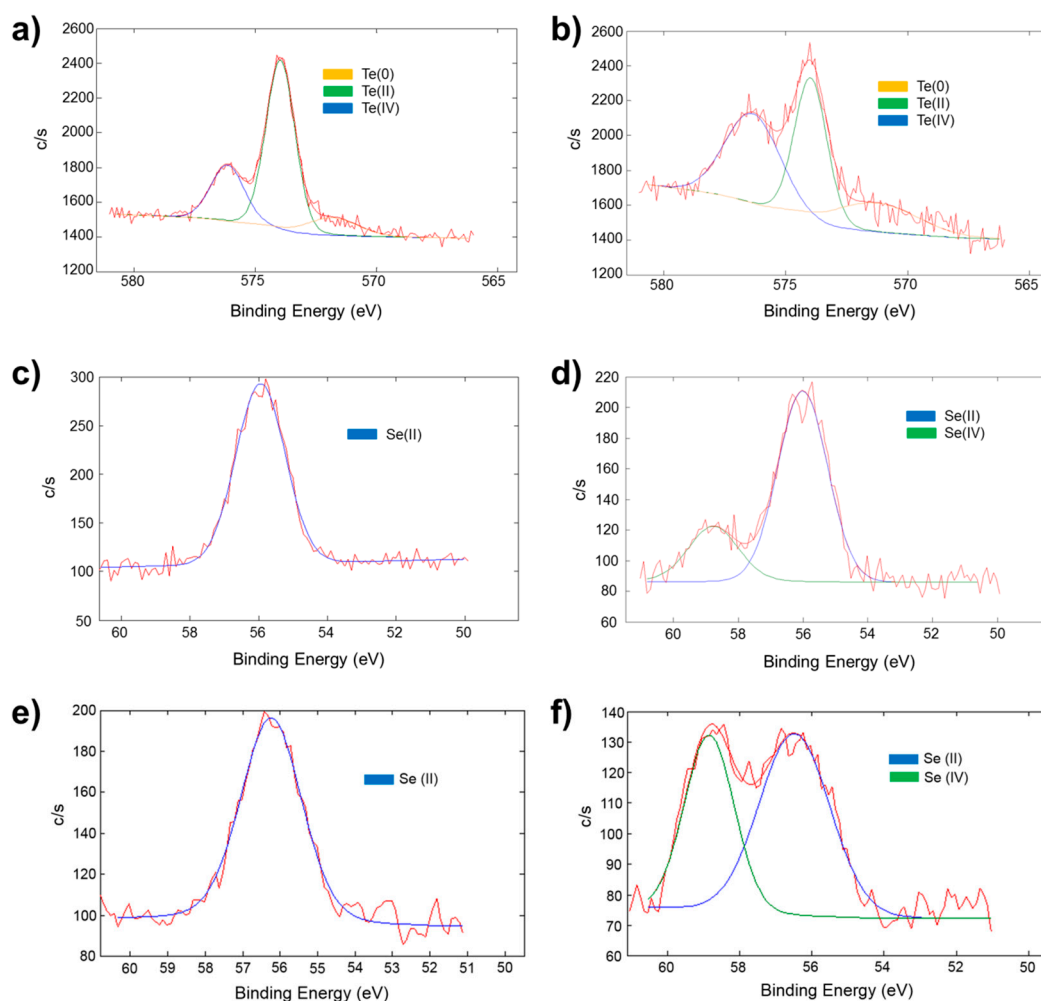 a)
2600
2400
2200
2000
1800
1600
1400
1200
c/s
Te(0)
Te(II)
Te(IV)
580
575
570
565
Binding Energy (eV)
b)
2600
2400
2200
2000
1800
1600
1400
1200
c/s
Te(0)
Te(II)
Te(IV)
580
575
570
565
Binding Energy (eV)
c)
300
250
200
150
100
50
c/s
Se(II)
60
58
56
54
52
50
Binding Energy (eV)
d)
220
200
180
160
140
120
100
80
60
c/s
Se(II)
Se(IV)
60
58
56
54
52
50
Binding Energy (eV)
e)
200
180
160
140
120
100
80
c/s
Se (II)
60
59
58
57
56
55
54
53
52
51
50
Binding Energy (eV)
f)
140
130
120
110
100
90
80
70
60
c/s
Se (II)
Se (IV)
60
58
56
54
52
50
Binding Energy (eV)